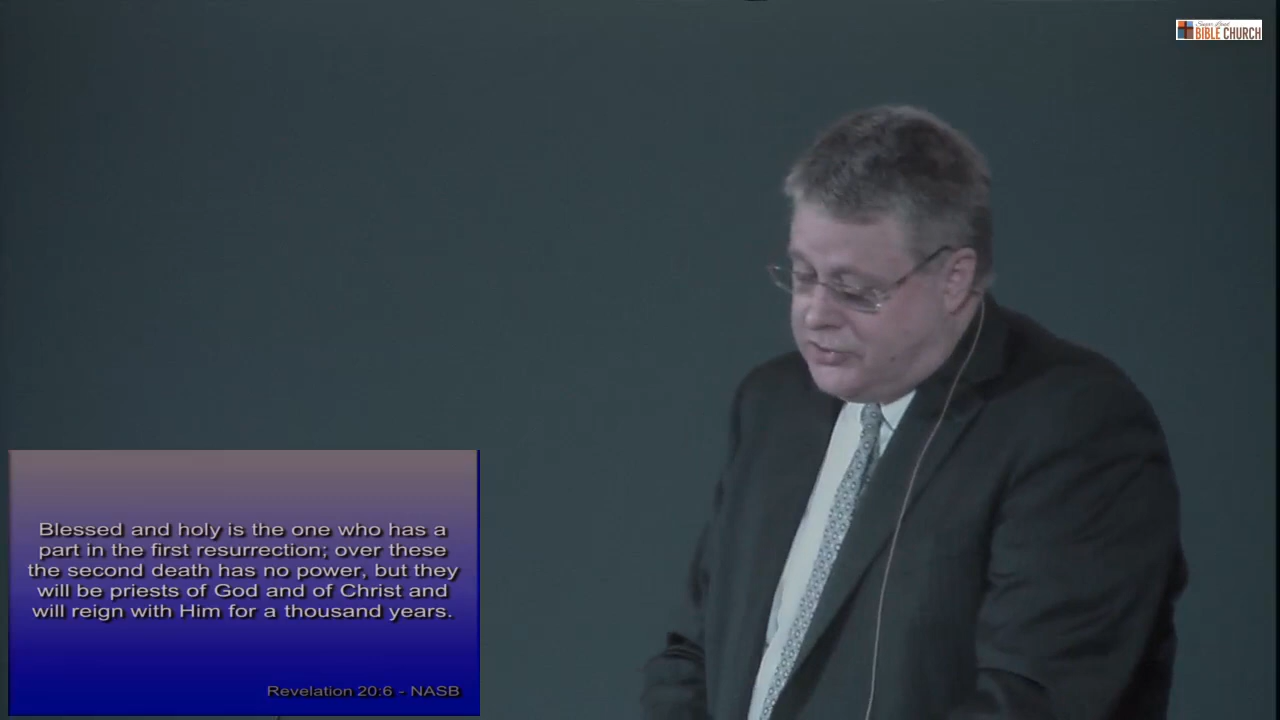 BIBLE CHURCH
Blessed and holy is the one who has a
part in the first resurrection; over these
the second death has no power, but they
will be priests of God and of Christ and
will reign with Him for a thousand years.
Revelation 20:6 - NASB